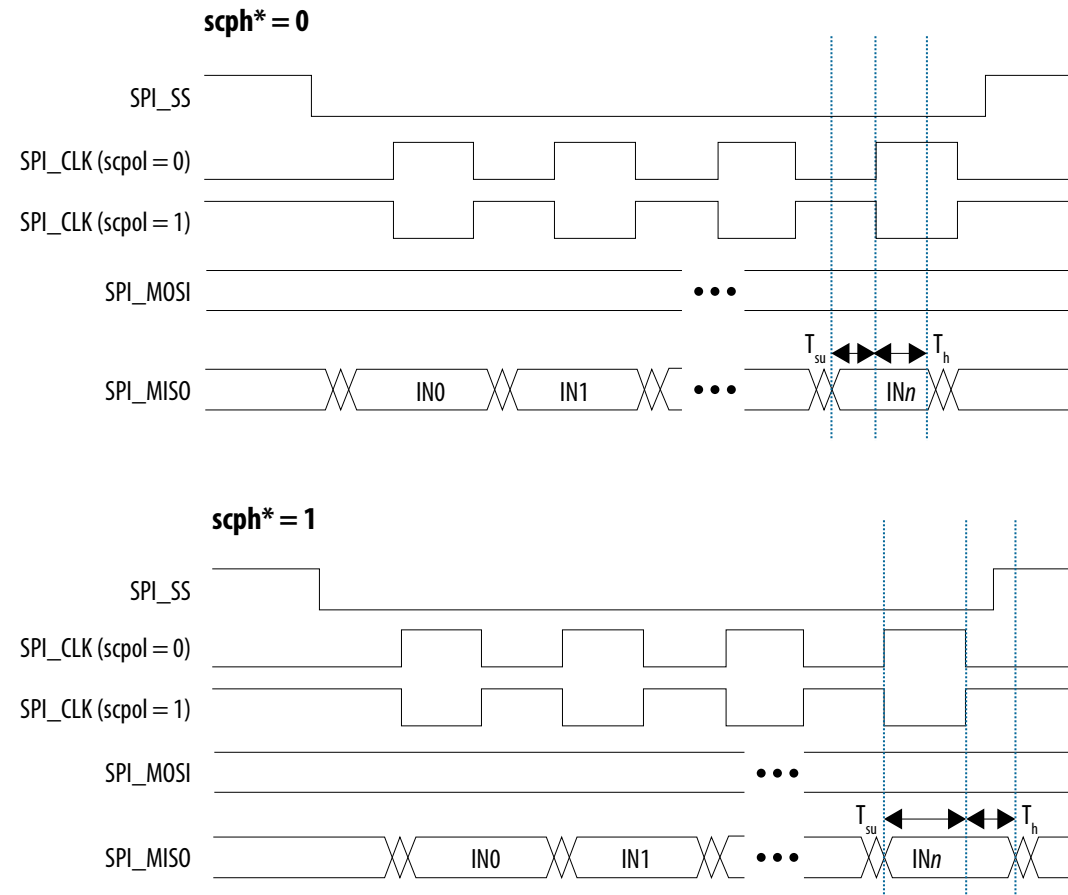 scph* = 0
SPI_SS
SPI_CLK (scpol = 0)
SPI_CLK (scpol = 1)
SPI_MOSI
•••
Tsu
Th
SPI_MISO
IN0
IN1
•••
INn
scph* = 1
SPI_SS
SPI_CLK (scpol = 0)
SPI_CLK (scpol = 1)
SPI_MOSI
•••
Tsu
Th
SPI_MISO
IN0
IN1
•••
INn